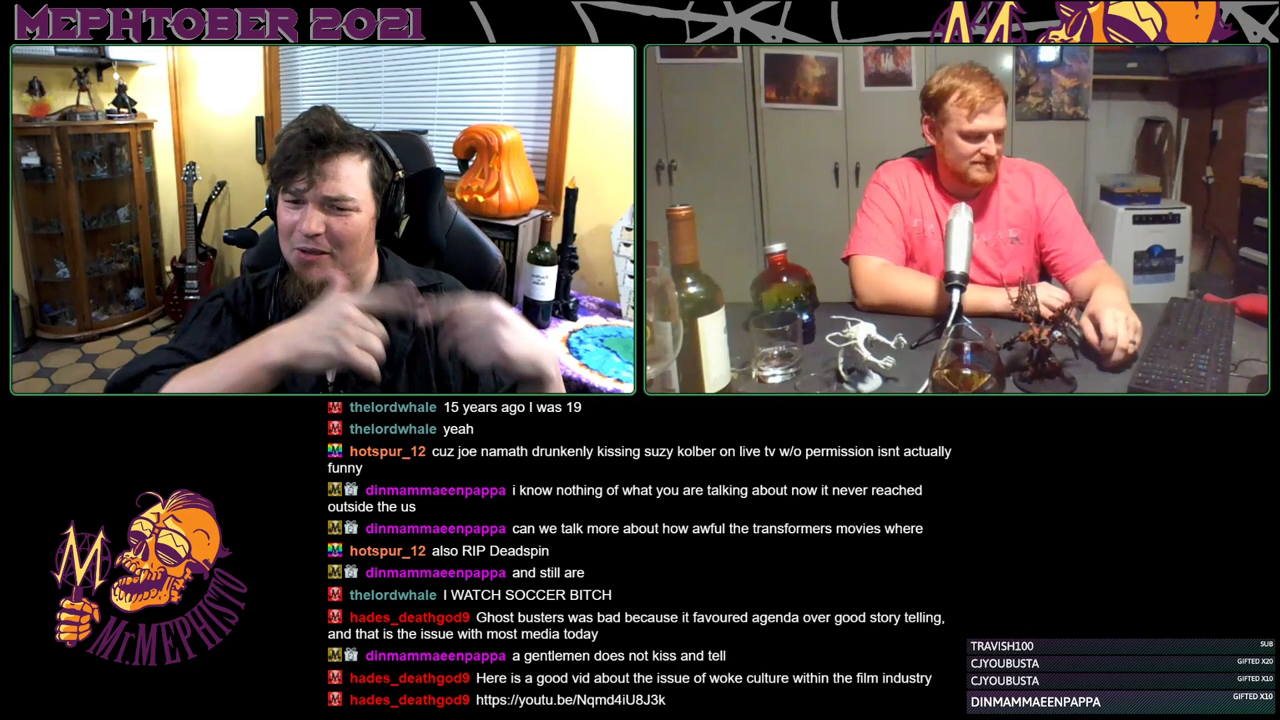 MEPHTOBER 2021
thelordwhale 15 years ago I was 19
thelordwhale yeah
hotspur_12 cuz joe namath drunkenly kissing suzy kolber on live tv w/o permission isnt actually
funny
dinmammaeenpappa i know nothing of what you are talking about now it never reached
outside the us
dinmammaeenpappa can we talk more about how awful the transformers movies where
hotspur_12 also RIP Deadspin
dinmammaeenpappa and still are
thelordwhale I WATCH SOCCER BITCH
hades_deathgod9 Ghost busters was bad because it favoured agenda over good story telling,
and that is the issue with most media today
dinmammaeenpappa a gentlemen does not kiss and tell
hades_deathgod9 Here is a good vid about the issue of woke culture within the film industry
hades_deathgod9 https://youtu.be/Nqmd4iU8J3k
M
Mr.MEPHISTO
TRAVISH100 SUB
CJYOUBUSTA GIFTED X20
CJYOUBUSTA GIFTED X10
DINMAMMAEENPAPPA GIFTED X10